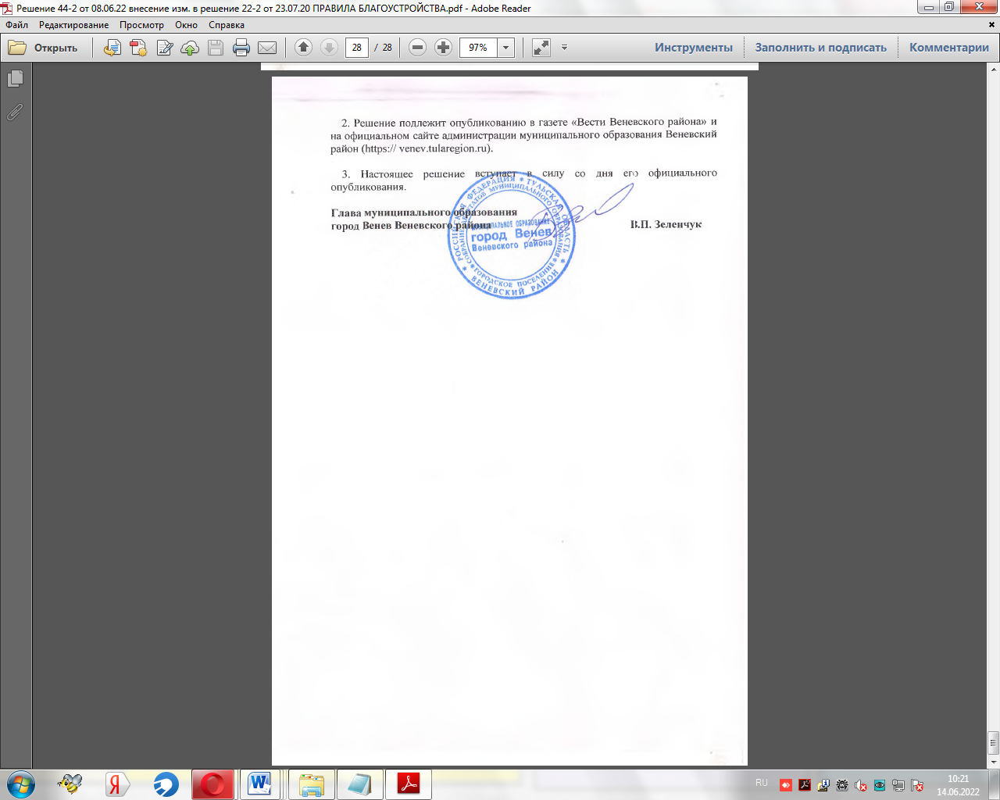 Решение 44-2 от 08.06.22 внесение изм. в решение 22-2 от 23.07.20 ПРАВИЛА БЛАГОУСТРОЙСТВА.pdf - Adobe Reader
Файл Редактирование Просмотр Окно Справка
Открыть 28 / 28 97% Инструменты Заполнить и подписать Комментарии
2. Решение подлежит опубликованию в газете «Вести Веневского района» и
на официальном сайте администрации муниципального образования Веневский
район (https:// venev.tularegion.ru).
3. Настоящее решение вступает в силу со дня его официального
опубликования.
Глава муниципального образования
город Венев Веневского района В.П. Зеленчук
РОССИЙСКАЯ ФЕДЕРАЦИЯ * ТУЛЬСКАЯ ОБЛАСТЬ * ВЕНЕВСКИЙ РАЙОН *
СОБРАНИЕ ДЕПУТАТОВ МУНИЦИПАЛЬНОГО ОБРАЗОВАНИЯ * ГОРОДСКОЕ ПОСЕЛЕНИЕ *
МУНИЦИПАЛЬНОЕ ОБРАЗОВАНИЕ
город Венев
Веневского района
RU 10:21
14.06.2022